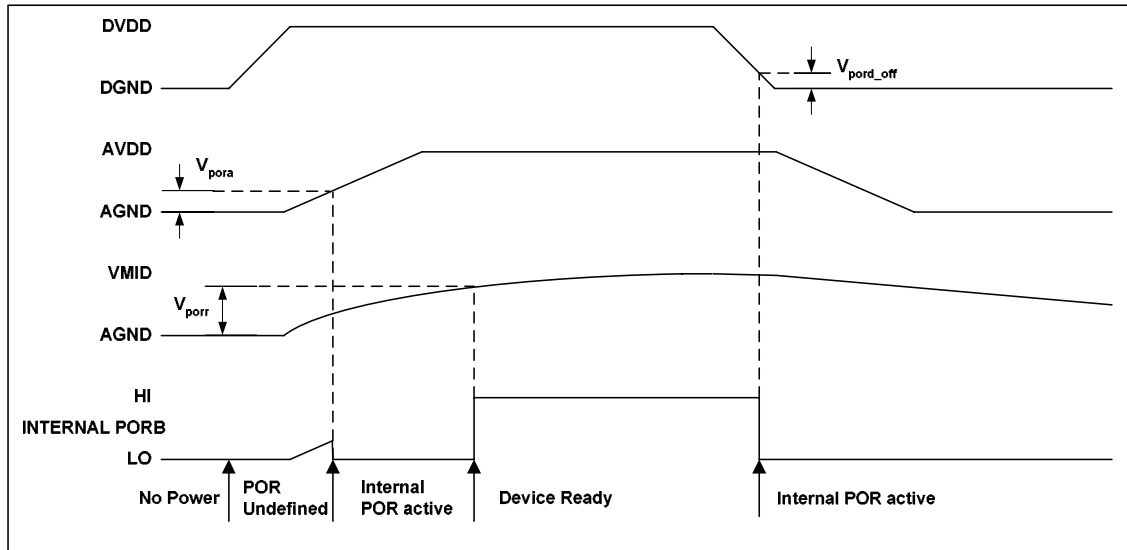 DVDD
V_pord_off
DGND
AVDD
V_pora
AGND
VMID
V_porr
AGND
HI
INTERNAL PORB
LO
No Power
POR
Undefined
Internal
POR active
Device Ready
Internal POR active